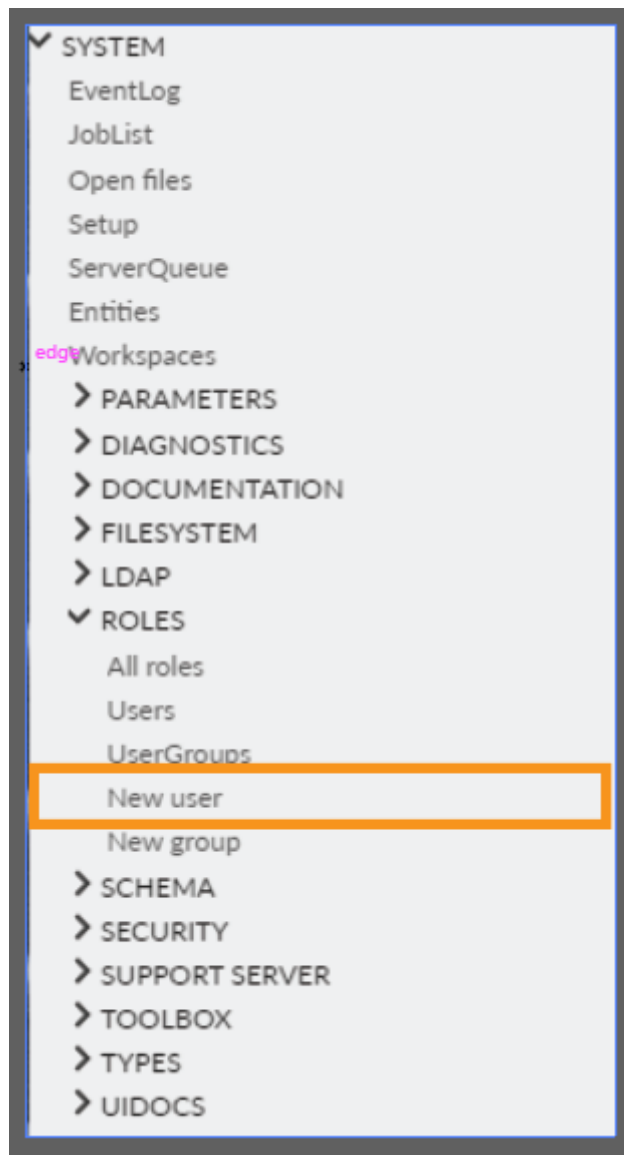 SYSTEM
EventLog
JobList
Open files
Setup
ServerQueue
Entities
edge
Workspaces
PARAMETERS
DIAGNOSTICS
DOCUMENTATION
FILESYSTEM
LDAP
ROLES
All roles
Users
UserGroups
New user
New group
SCHEMA
SECURITY
SUPPORT SERVER
TOOLBOX
TYPES
UIDOCS